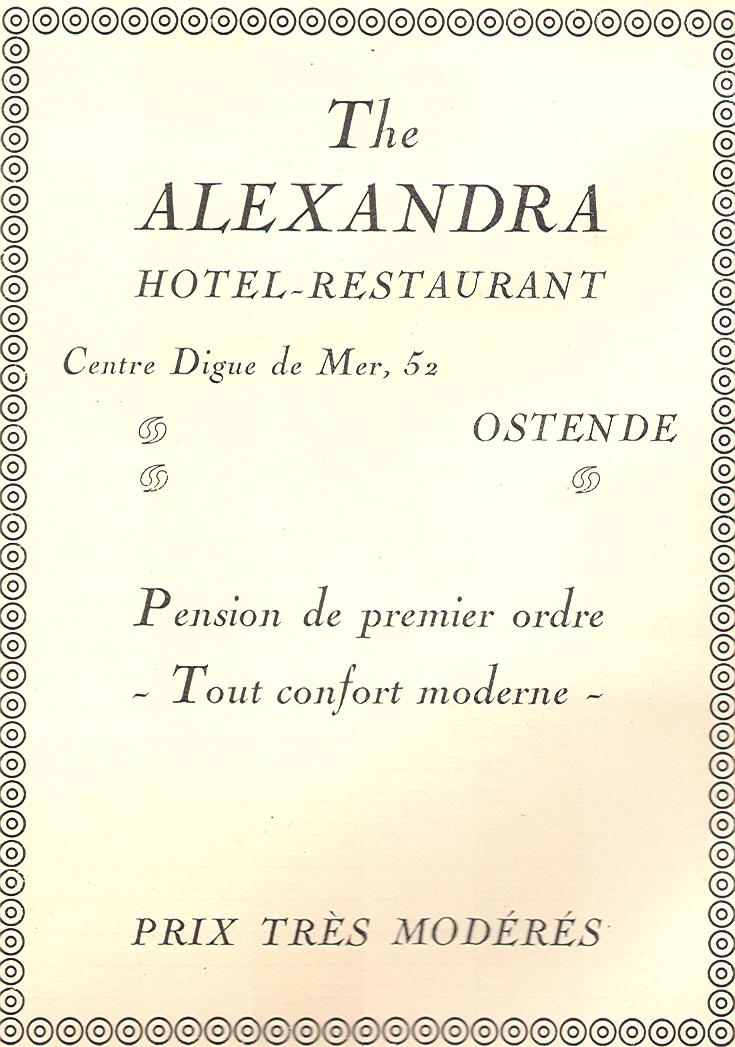 The
ALEXANDRA
HOTEL-RESTAURANT
Centre Digue de Mer, 52
OSTENDE
Pension de premier ordre
~ Tout confort moderne ~
PRIX TRÈS MODÉRÉS